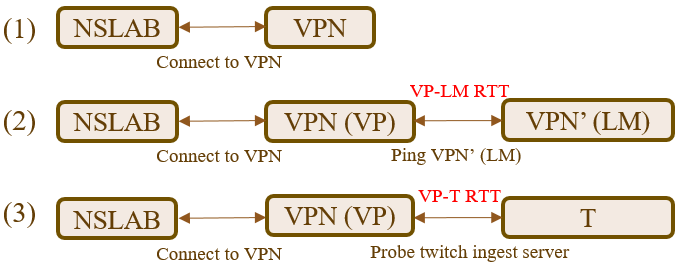 (1) NSLAB VPN
Connect to VPN
VP-LM RTT
(2) NSLAB VPN (VP) VPN’ (LM)
Connect to VPN Ping VPN’ (LM)
VP-T RTT
(3) NSLAB VPN (VP) T
Connect to VPN Probe twitch ingest server